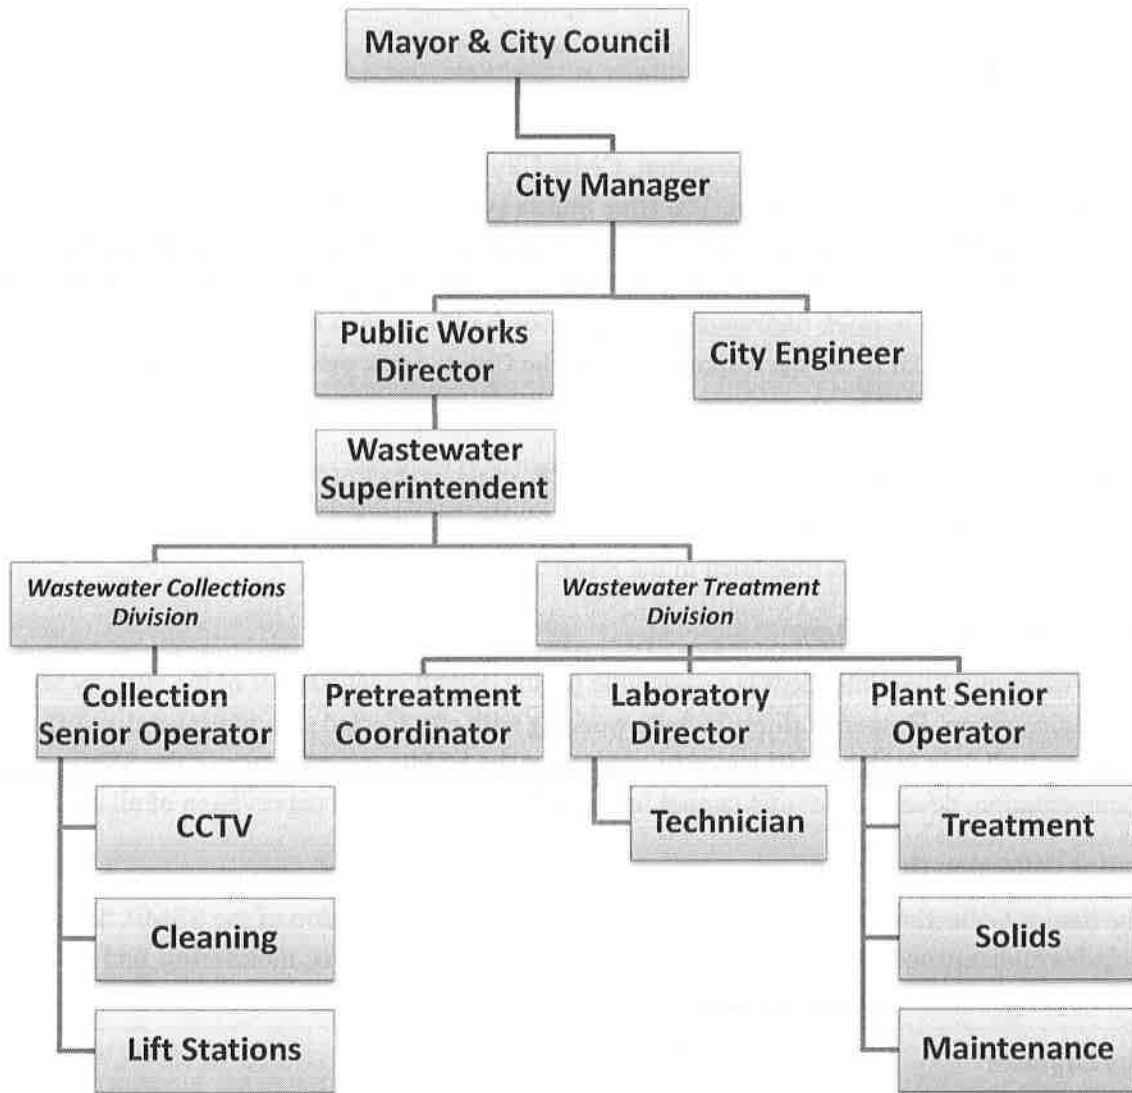 Mayor & City Council
City Manager
Public Works
Director
City Engineer
Wastewater
Superintendent
Wastewater Collections
Division
Wastewater Treatment
Division
Collection
Senior Operator
Pretreatment
Coordinator
Laboratory
Director
Plant Senior
Operator
CCTV
Technician
Treatment
Cleaning
Solids
Lift Stations
Maintenance